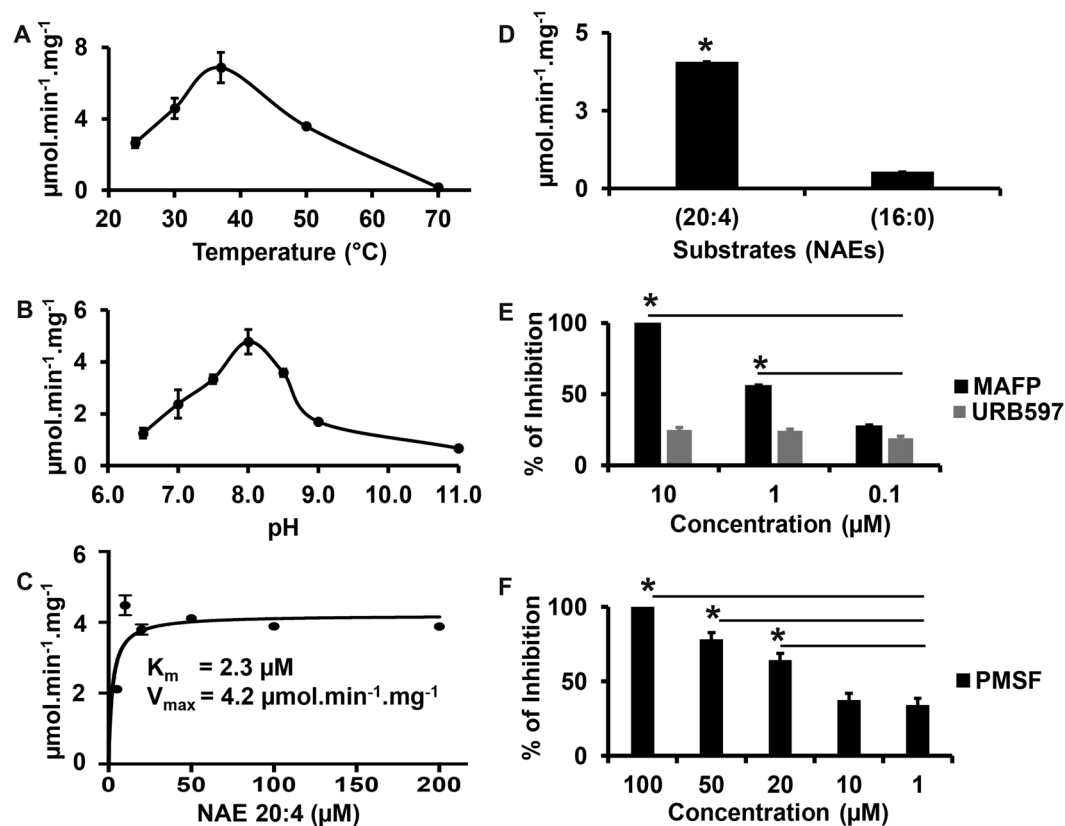 A
µmol.min⁻¹.mg⁻¹
8
4
0
20 30 40 50 60 70
Temperature (°C)
B
µmol.min⁻¹.mg⁻¹
6
4
2
0
6.0 7.0 8.0 9.0 10.0 11.0
pH
C
µmol.min⁻¹.mg⁻¹
6
4
2
0
Km = 2.3 µM
Vmax = 4.2 µmol.min⁻¹.mg⁻¹
0 50 100 150 200
NAE 20:4 (µM)
D
µmol.min⁻¹.mg⁻¹
5
3
0
*
(20:4) (16:0)
Substrates (NAEs)
E
% of Inhibition
100
50
0
*
*
MAFP
URB597
10 1 0.1
Concentration (µM)
F
% of Inhibition
100
50
0
*
*
*
PMSF
100 50 20 10 1
Concentration (µM)